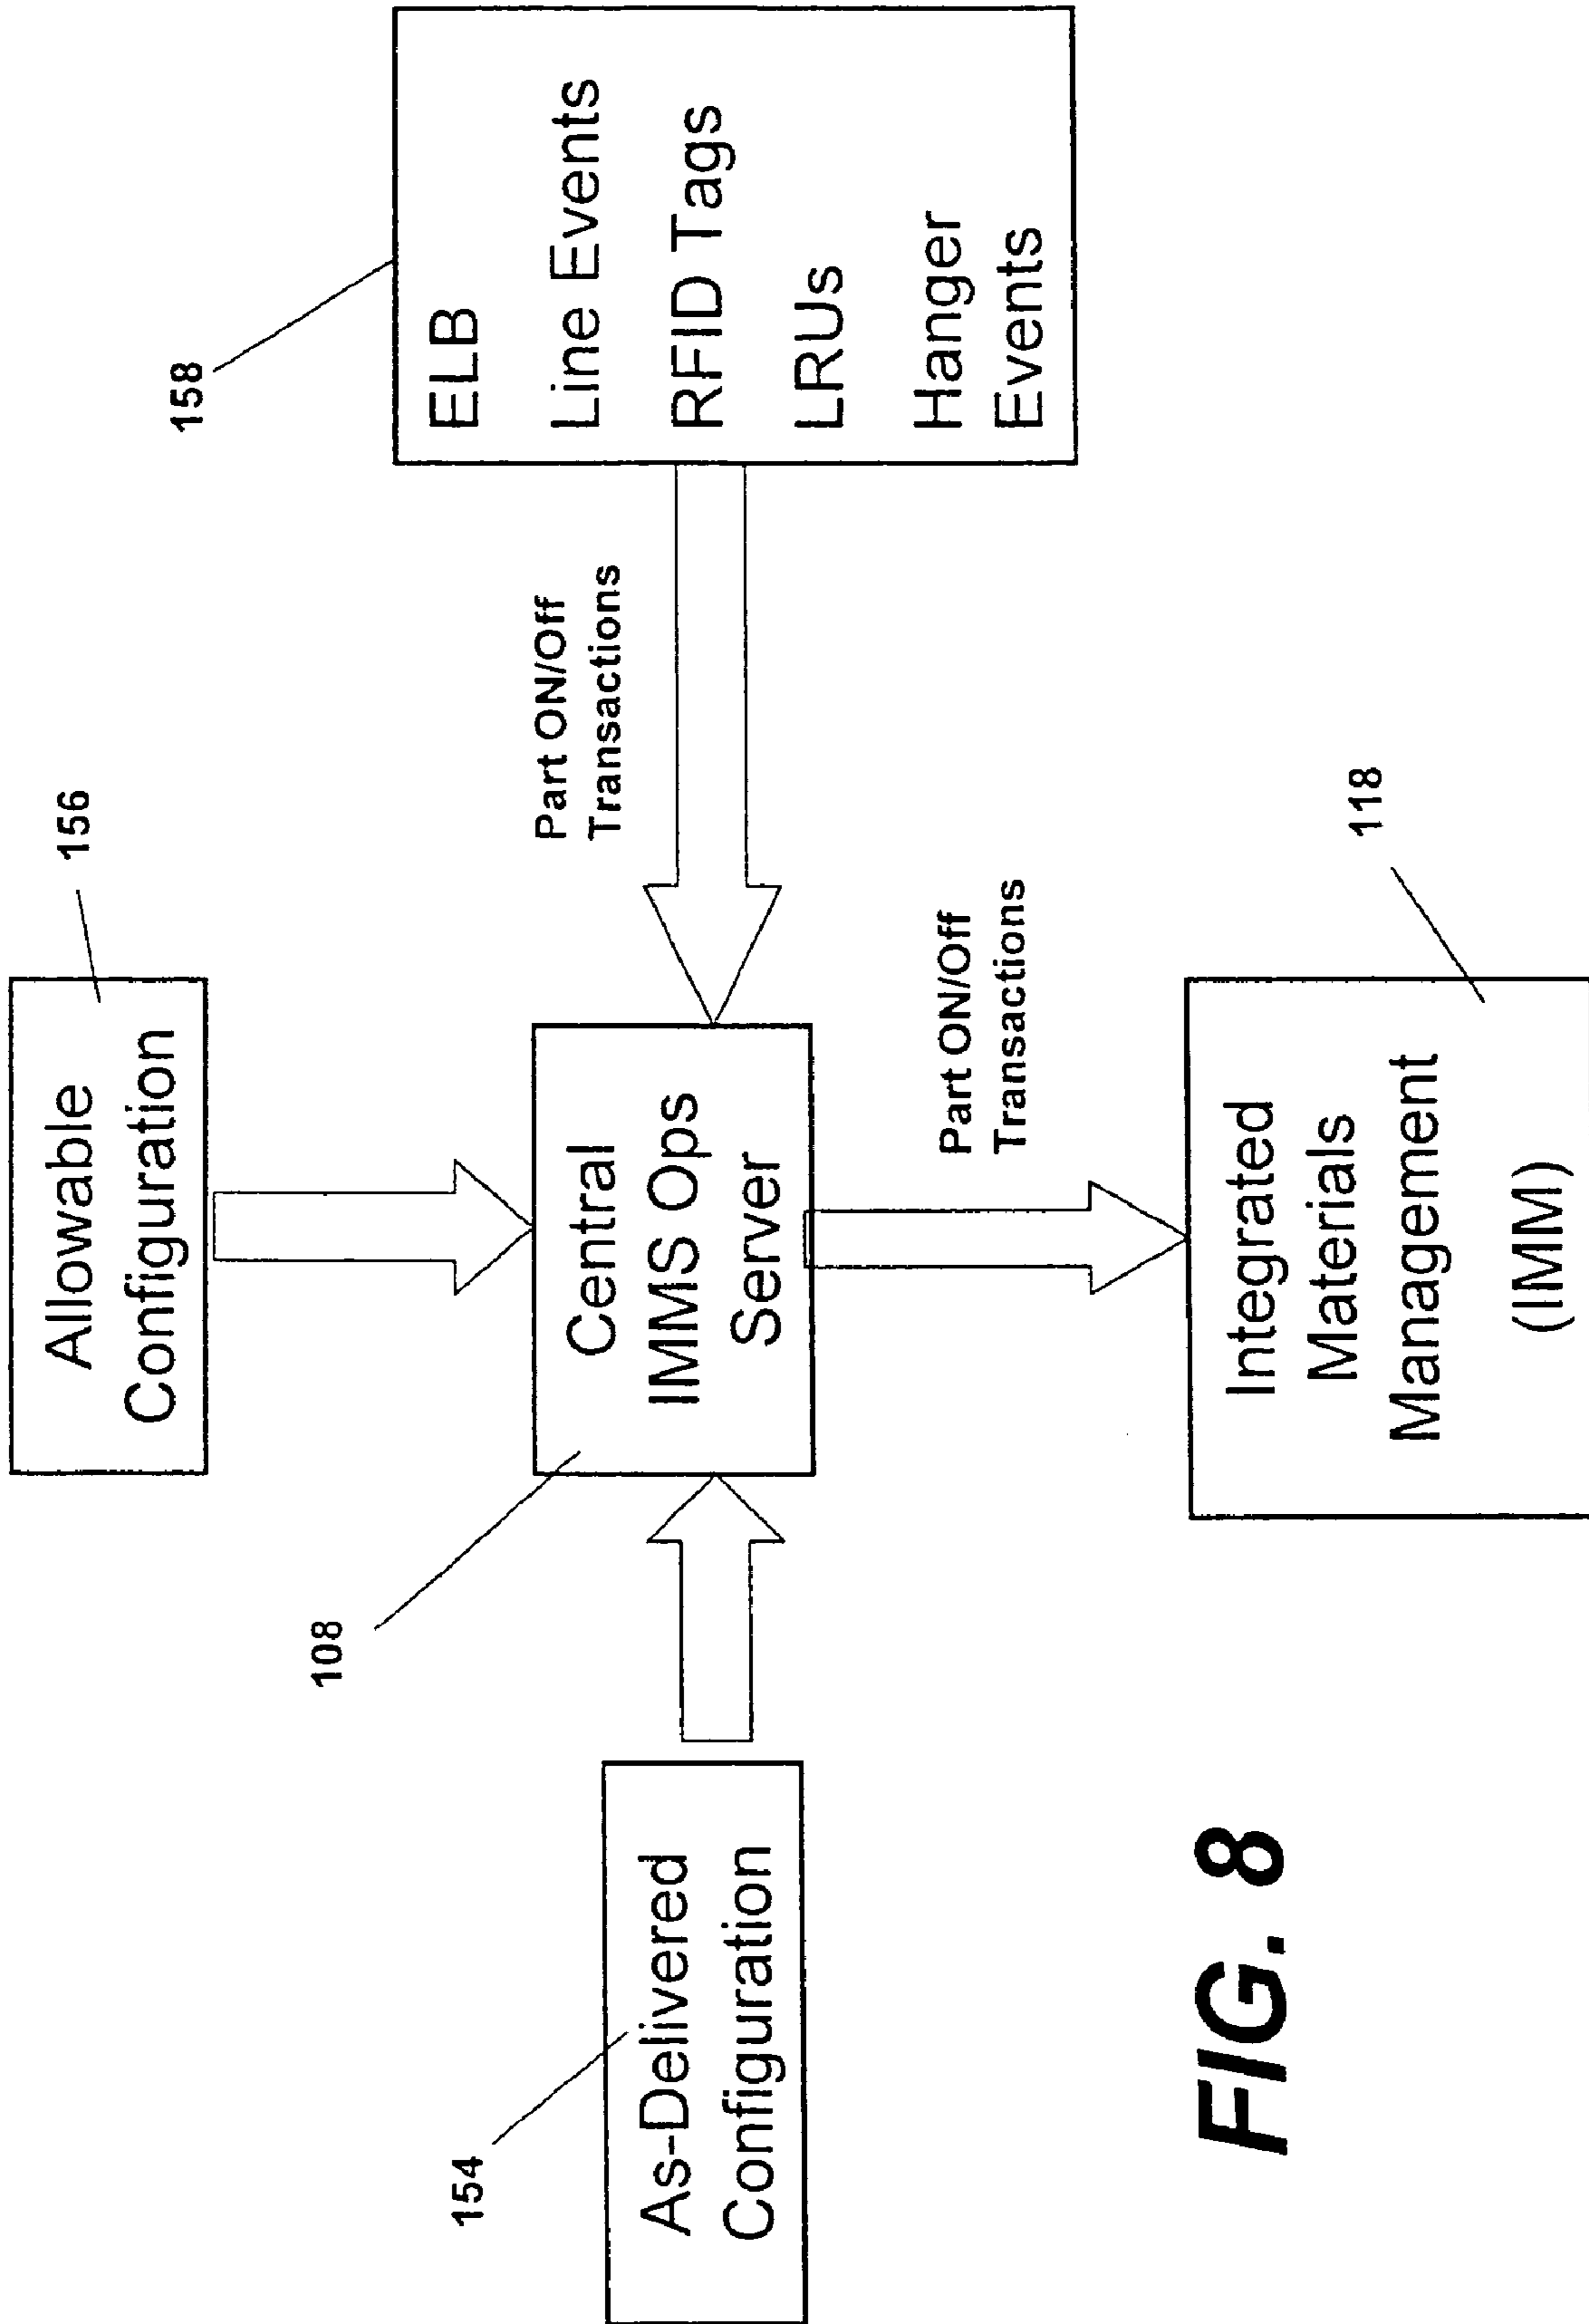 156
Allowable
Configuration
158
ELB
Line Events
RFID Tags
LRUs
Hanger
Events
Part ON/Off
Transactions
108
Central
IMMS Ops
Server
154
As-Delivered
Configuration
Part ON/Off
Transactions
118
Integrated
Materials
Management
(IMM)
FIG. 8